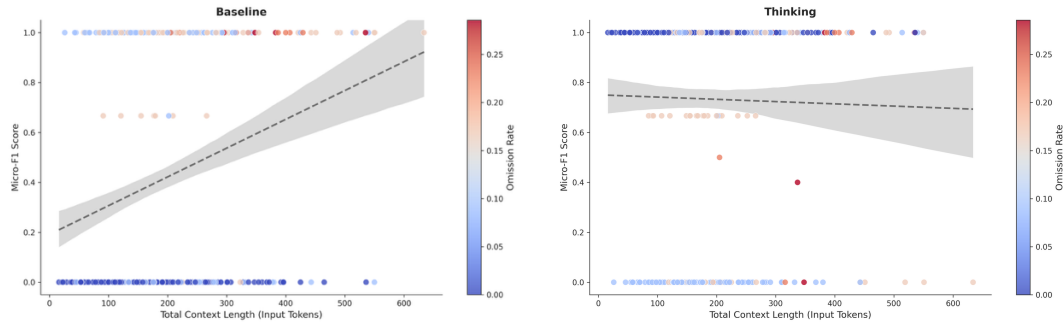 Baseline
1.0
0.8
0.6
0.4
0.2
0.0
Micro-F1 Score
0 100 200 300 400 500 600
Total Context Length (Input Tokens)
0.25
0.20
0.15
0.10
0.05
0.00
Omission Rate
Thinking
1.0
0.8
0.6
0.4
0.2
0.0
Micro-F1 Score
0 100 200 300 400 500 600
Total Context Length (Input Tokens)
0.25
0.20
0.15
0.10
0.05
0.00
Omission Rate